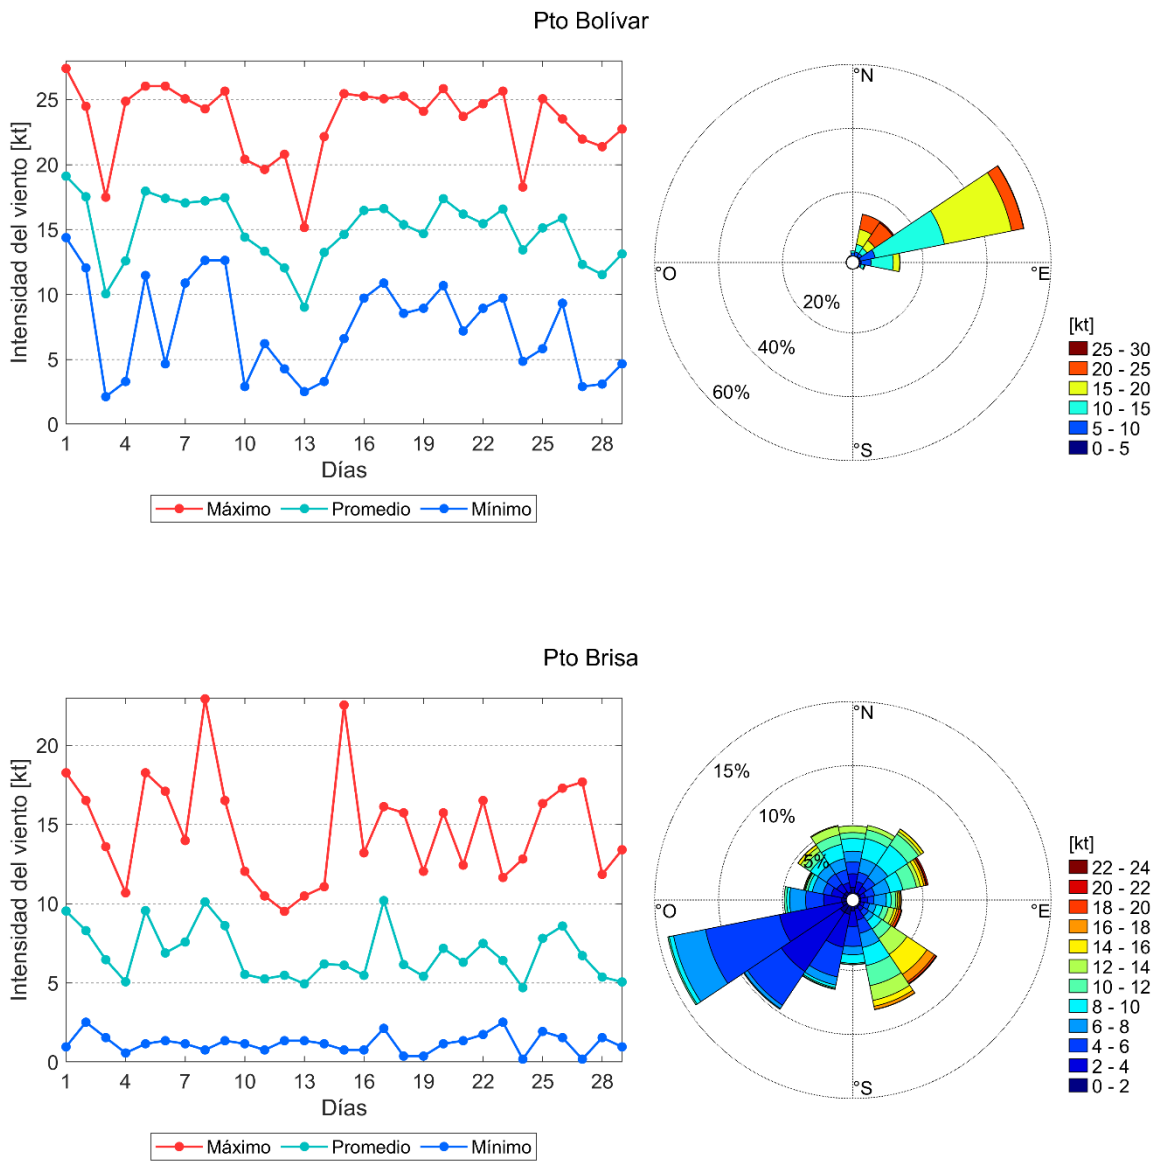 Pto Bolívar
Intensidad del viento [kt]
25
20
15
10
5
0
1 4 7 10 13 16 19 22 25 28
Días
Máximo Promedio Mínimo
°N
°O °E
°S
20%
40%
60%
[kt]
25 - 30
20 - 25
15 - 20
10 - 15
5 - 10
0 - 5
Pto Brisa
Intensidad del viento [kt]
20
15
10
5
0
1 4 7 10 13 16 19 22 25 28
Días
Máximo Promedio Mínimo
°N
15%
10%
5%
°O °E
°S
[kt]
22 - 24
20 - 22
18 - 20
16 - 18
14 - 16
12 - 14
10 - 12
8 - 10
6 - 8
4 - 6
2 - 4
0 - 2